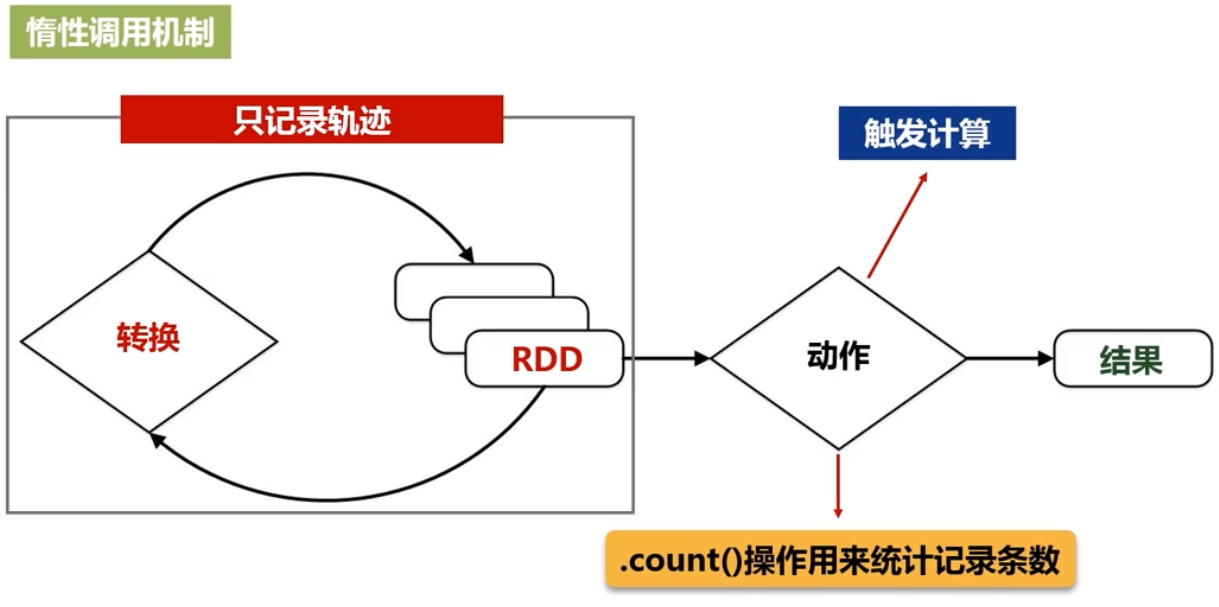 惰性调用机制
只记录轨迹
触发计算
转换
RDD
动作
结果
.count()操作用来统计记录条数